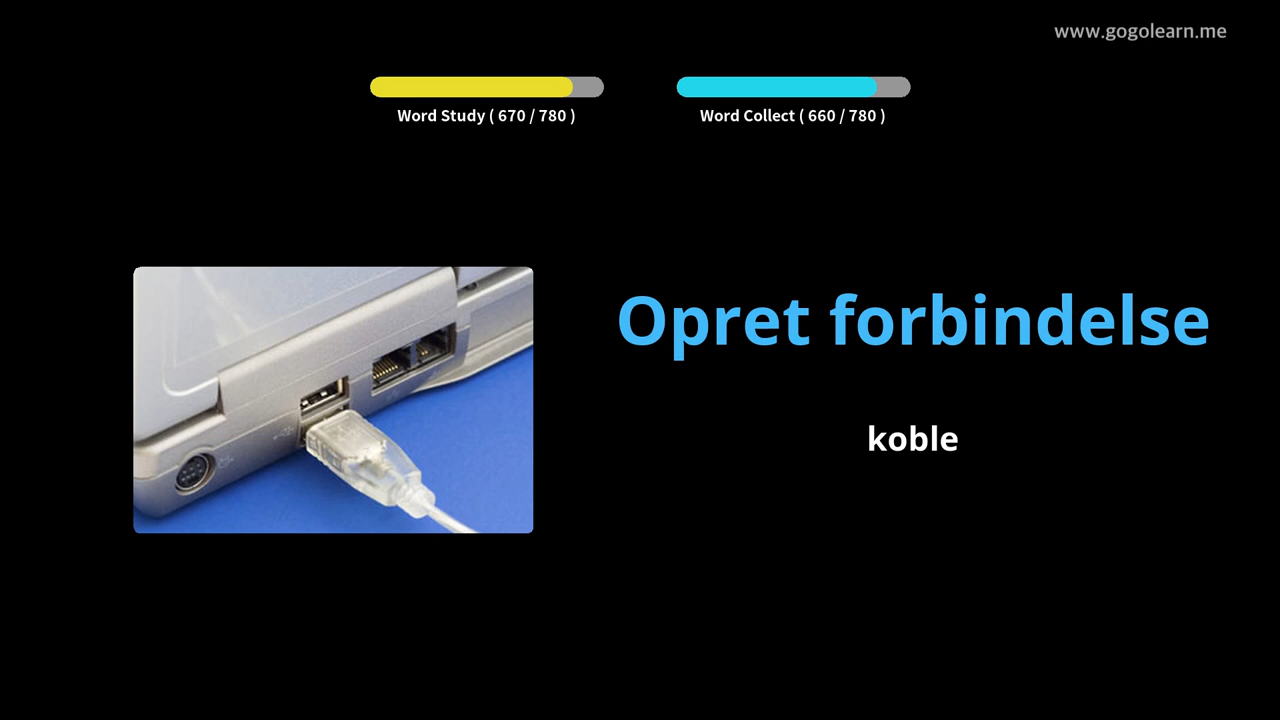 www.gogolearn.me
Word Study ( 670 / 780 )
Word Collect ( 660 / 780 )
Opret forbindelse
koble